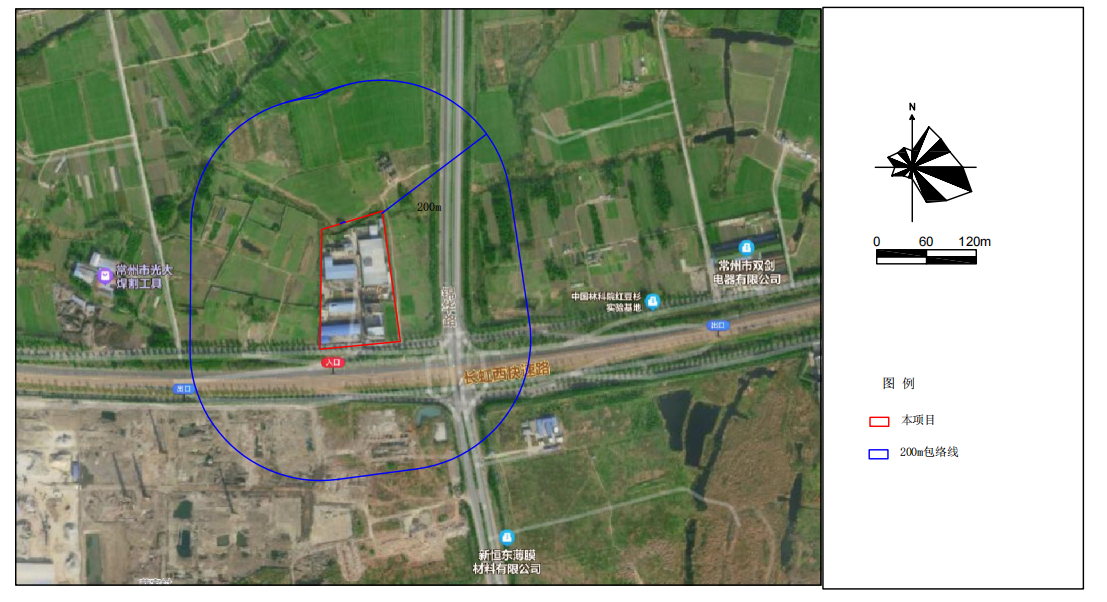 200m
常州市光大
焊割工具
常州市双剑
电器有限公司
中国林科院红豆杉
实验基地
出口
入口
长虹西快速路
出口
新恒东薄膜
材料有限公司
N
0 60 120m
图 例
本项目
200m包络线